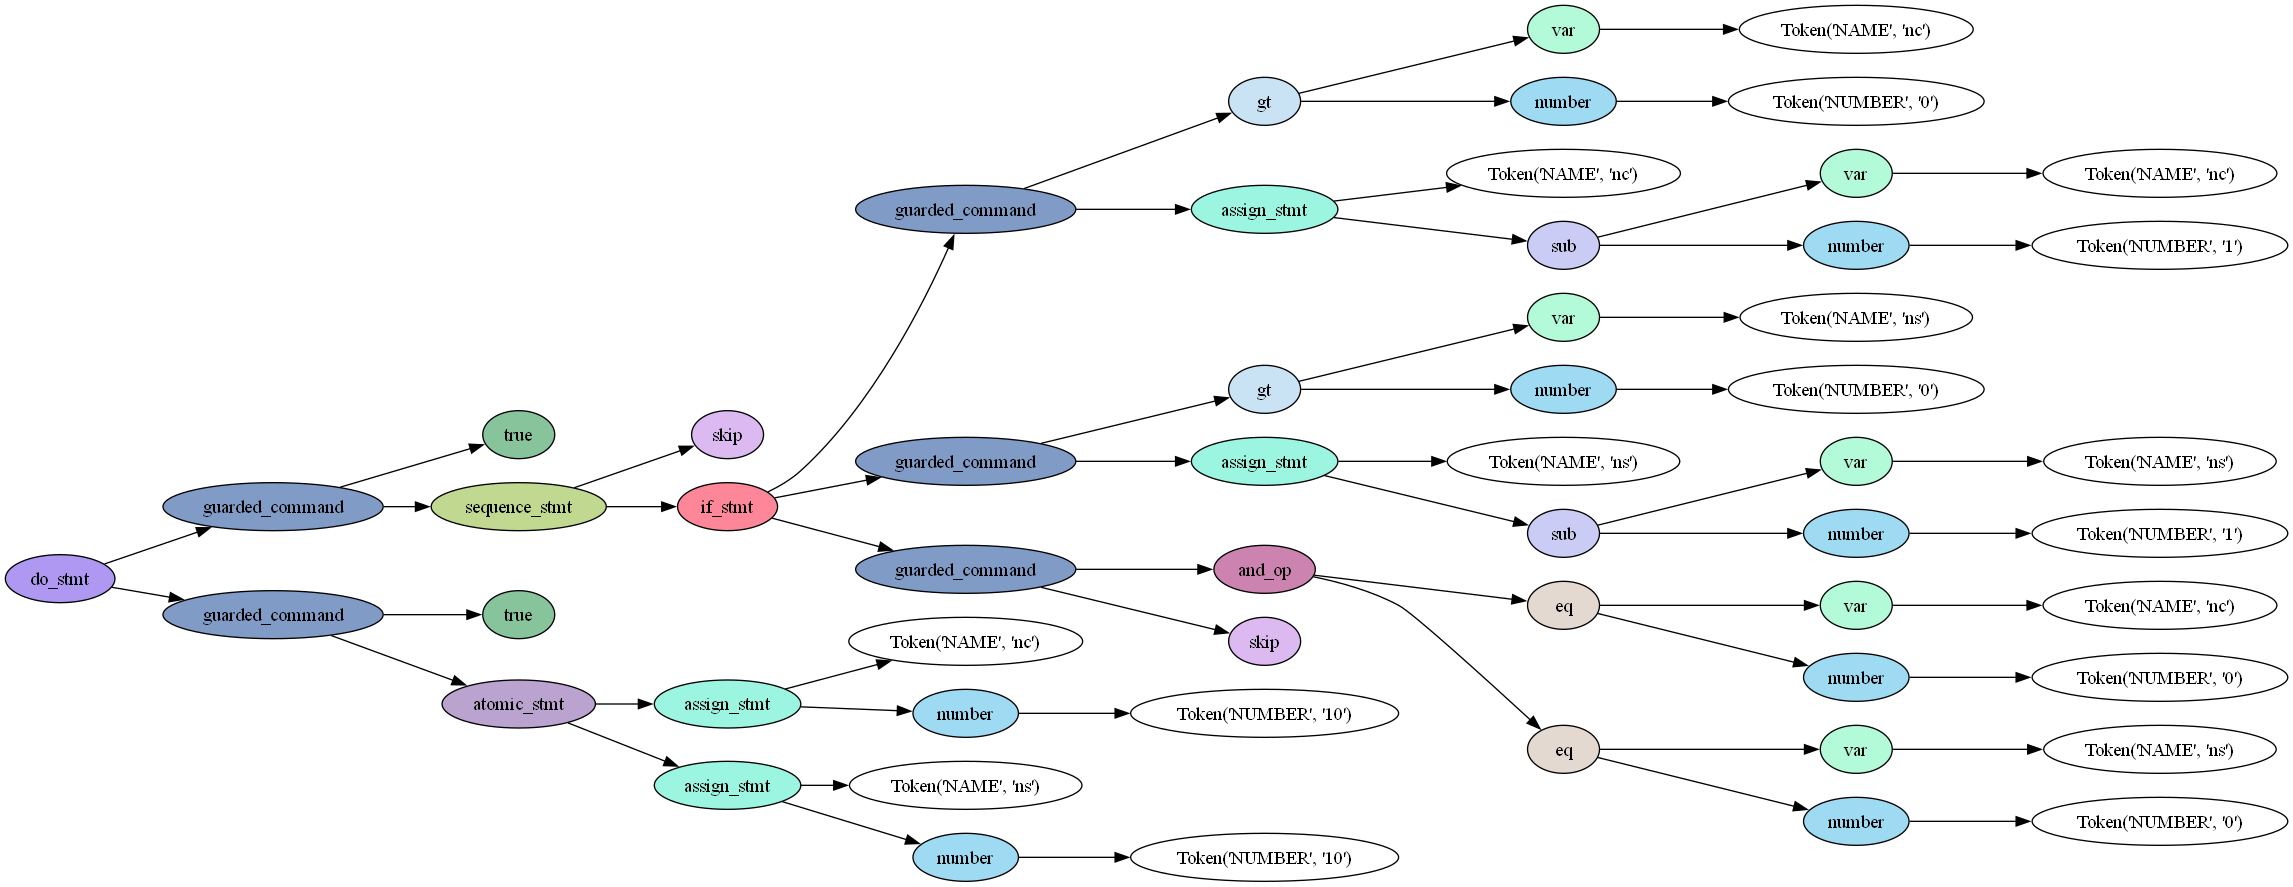 var
Token('NAME', 'nc')
gt
number
Token('NUMBER', '0')
Token('NAME', 'nc')
var
Token('NAME', 'nc')
guarded_command
assign_stmt
sub
number
Token('NUMBER', '1')
var
Token('NAME', 'ns')
gt
number
Token('NUMBER', '0')
true
skip
guarded_command
assign_stmt
Token('NAME', 'ns')
var
Token('NAME', 'ns')
guarded_command
sequence_stmt
if_stmt
sub
number
Token('NUMBER', '1')
do_stmt
guarded_command
and_op
eq
var
Token('NAME', 'nc')
guarded_command
true
Token('NAME', 'nc')
skip
number
Token('NUMBER', '0')
atomic_stmt
assign_stmt
number
Token('NUMBER', '10')
eq
var
Token('NAME', 'ns')
assign_stmt
Token('NAME', 'ns')
number
Token('NUMBER', '0')
number
Token('NUMBER', '10')